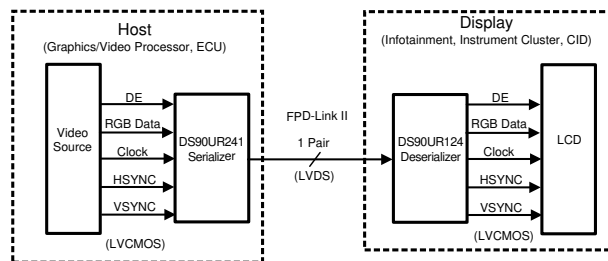 Host
(Graphics/Video Processor, ECU)
Video
Source
DE
RGB Data
Clock
HSYNC
VSYNC
(LVCMOS)
DS90UR241
Serializer
FPD-Link II
1 Pair
(LVDS)
Display
(Infotainment, Instrument Cluster, CID)
DS90UR124
Deserializer
DE
RGB Data
Clock
HSYNC
VSYNC
(LVCMOS)
LCD